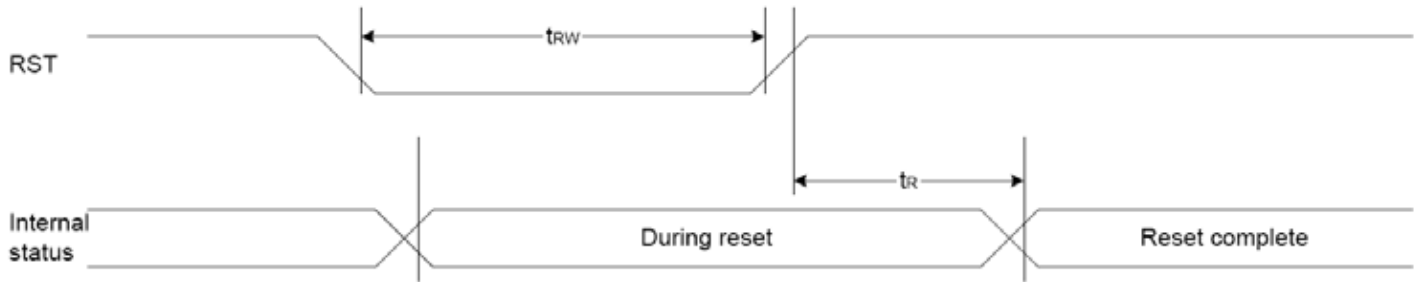 tRW
RST
tR
Internal
status
During reset
Reset complete